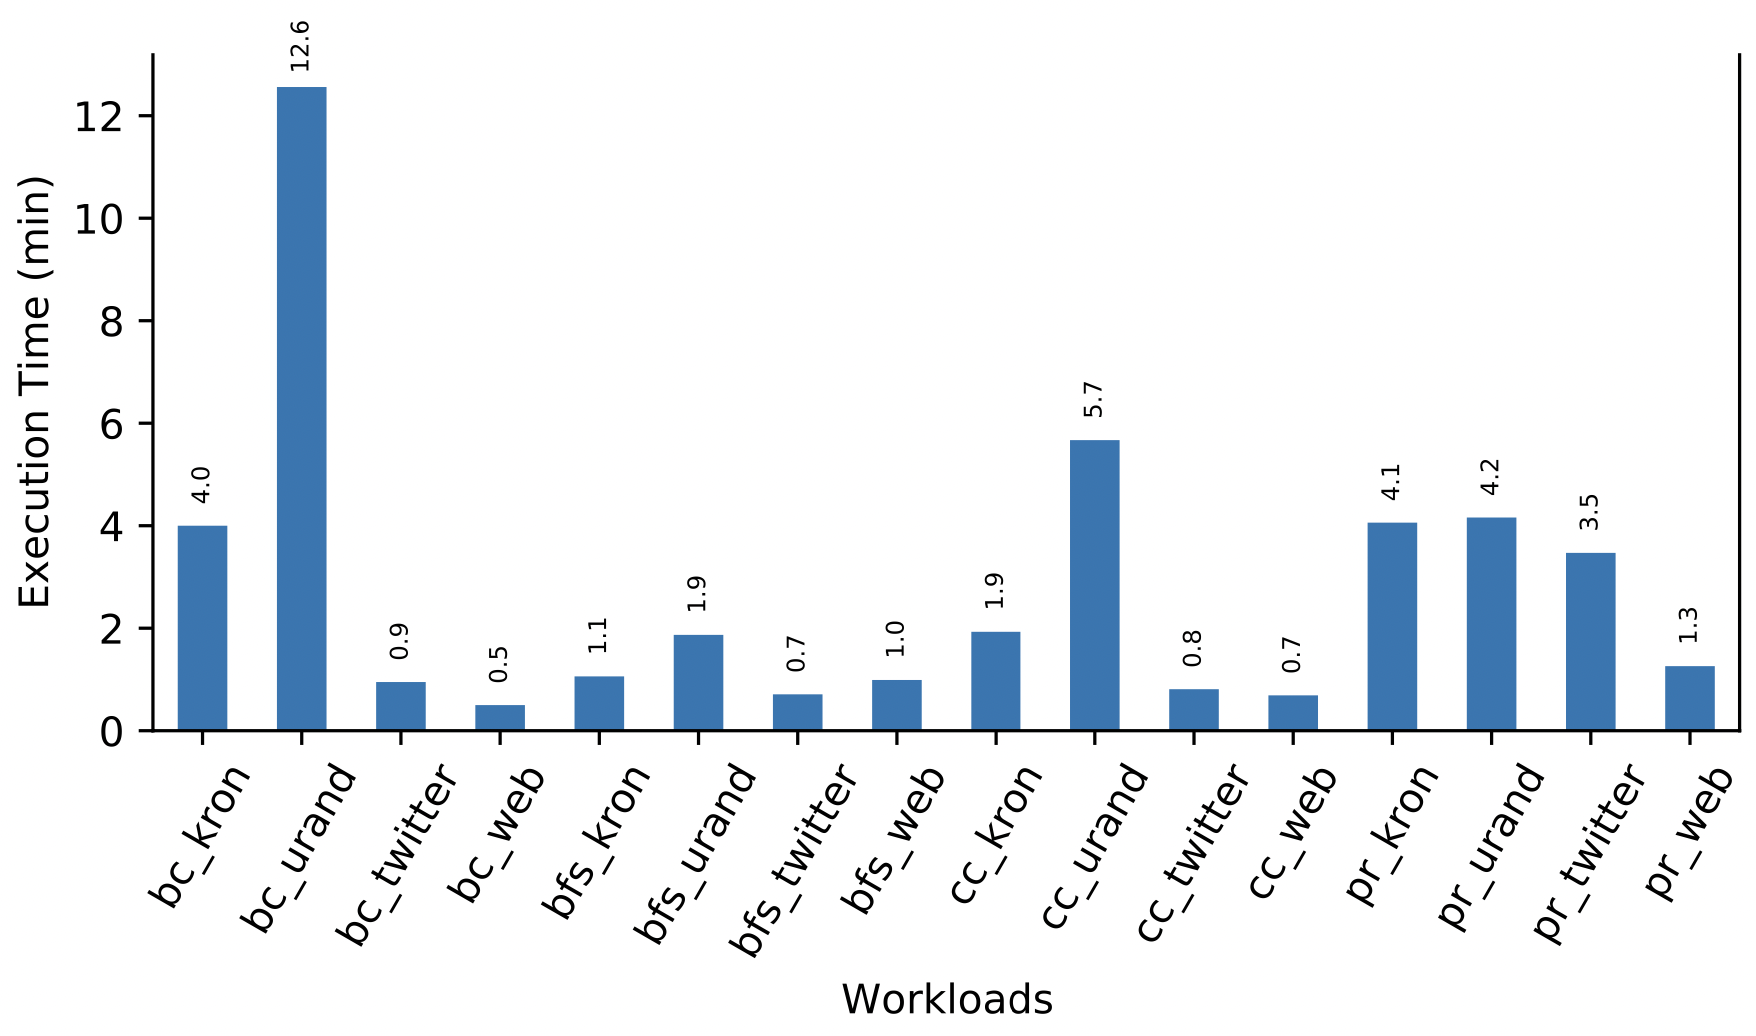 Execution Time (min)
12
10
8
6
4
2
0
4.0
12.6
0.9
0.5
1.1
1.9
0.7
1.0
1.9
5.7
0.8
0.7
4.1
4.2
3.5
1.3
bc_kron
bc_urand
bc_twitter
bc_web
bfs_kron
bfs_urand
bfs_twitter
bfs_web
cc_kron
cc_urand
cc_twitter
cc_web
pr_kron
pr_urand
pr_twitter
pr_web
Workloads